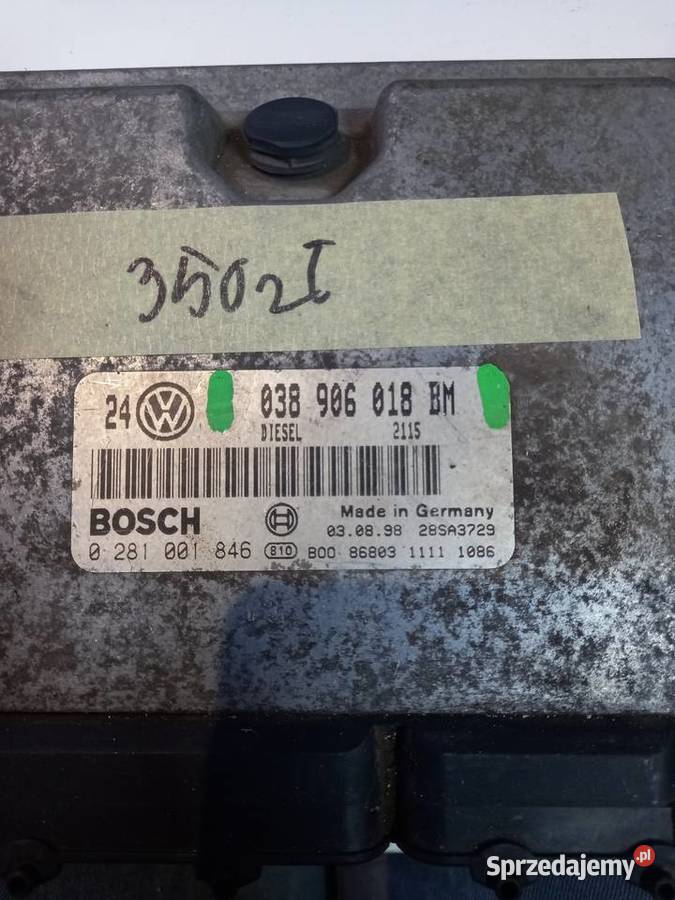 3502I
24 VW 038 906 018 BM
DIESEL 2115
BOSCH Made in Germany
03.08.98 28SA3729
0 281 001 846 810 B00 86803 1111 1086
Sprzedajemy.pl